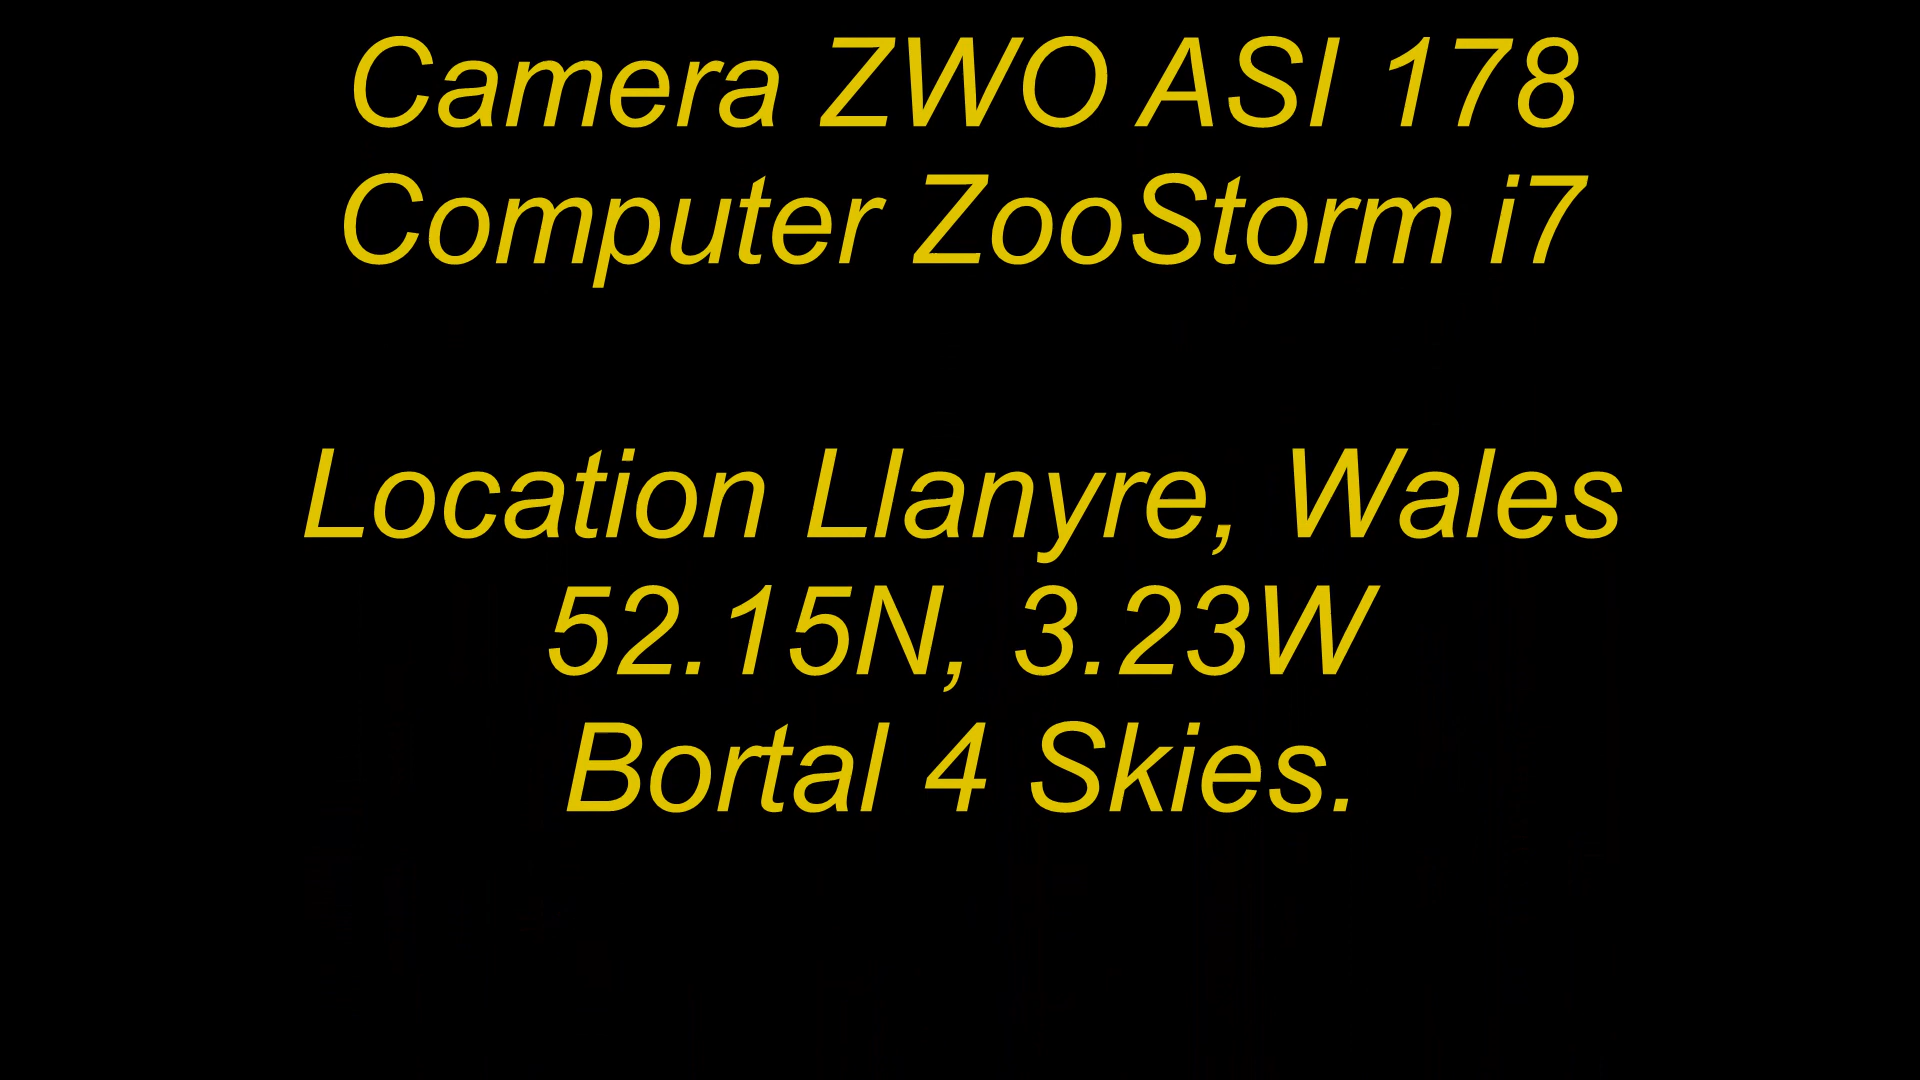 Camera ZWO ASI 178
Computer ZooStorm i7
Location Llanyre, Wales
52.15N, 3.23W
Bortal 4 Skies.